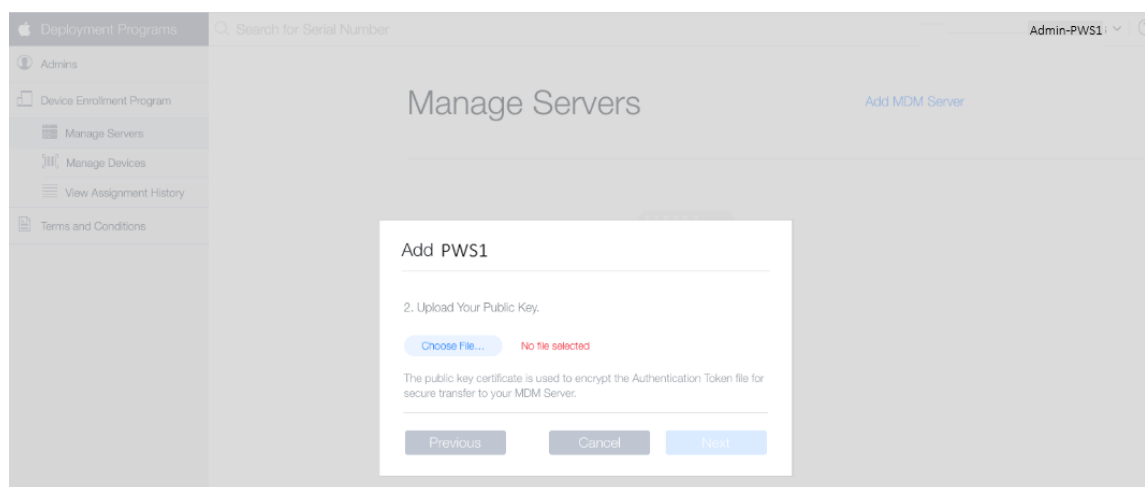 Deployment Programs
Search for Serial Number
Admin-PWS1
Admins
Device Enrollment Program
Manage Servers
Manage Devices
View Assignment History
Terms and Conditions
Manage Servers
Add MDM Server
Add PWS1
2. Upload Your Public Key.
Choose File...
No file selected
The public key certificate is used to encrypt the Authentication Token file for
secure transfer to your MDM Server.
Previous
Cancel
Next